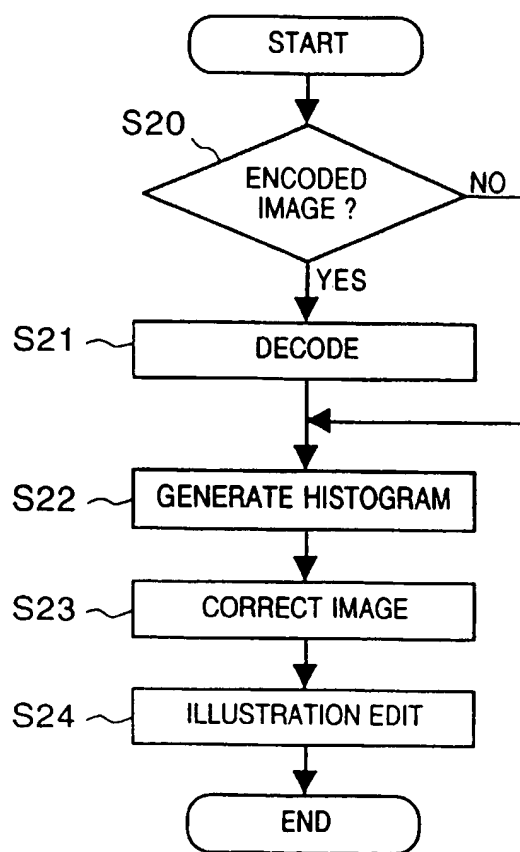 START
S20
ENCODED
IMAGE ?
NO
YES
S21
DECODE
S22
GENERATE HISTOGRAM
S23
CORRECT IMAGE
S24
ILLUSTRATION EDIT
END